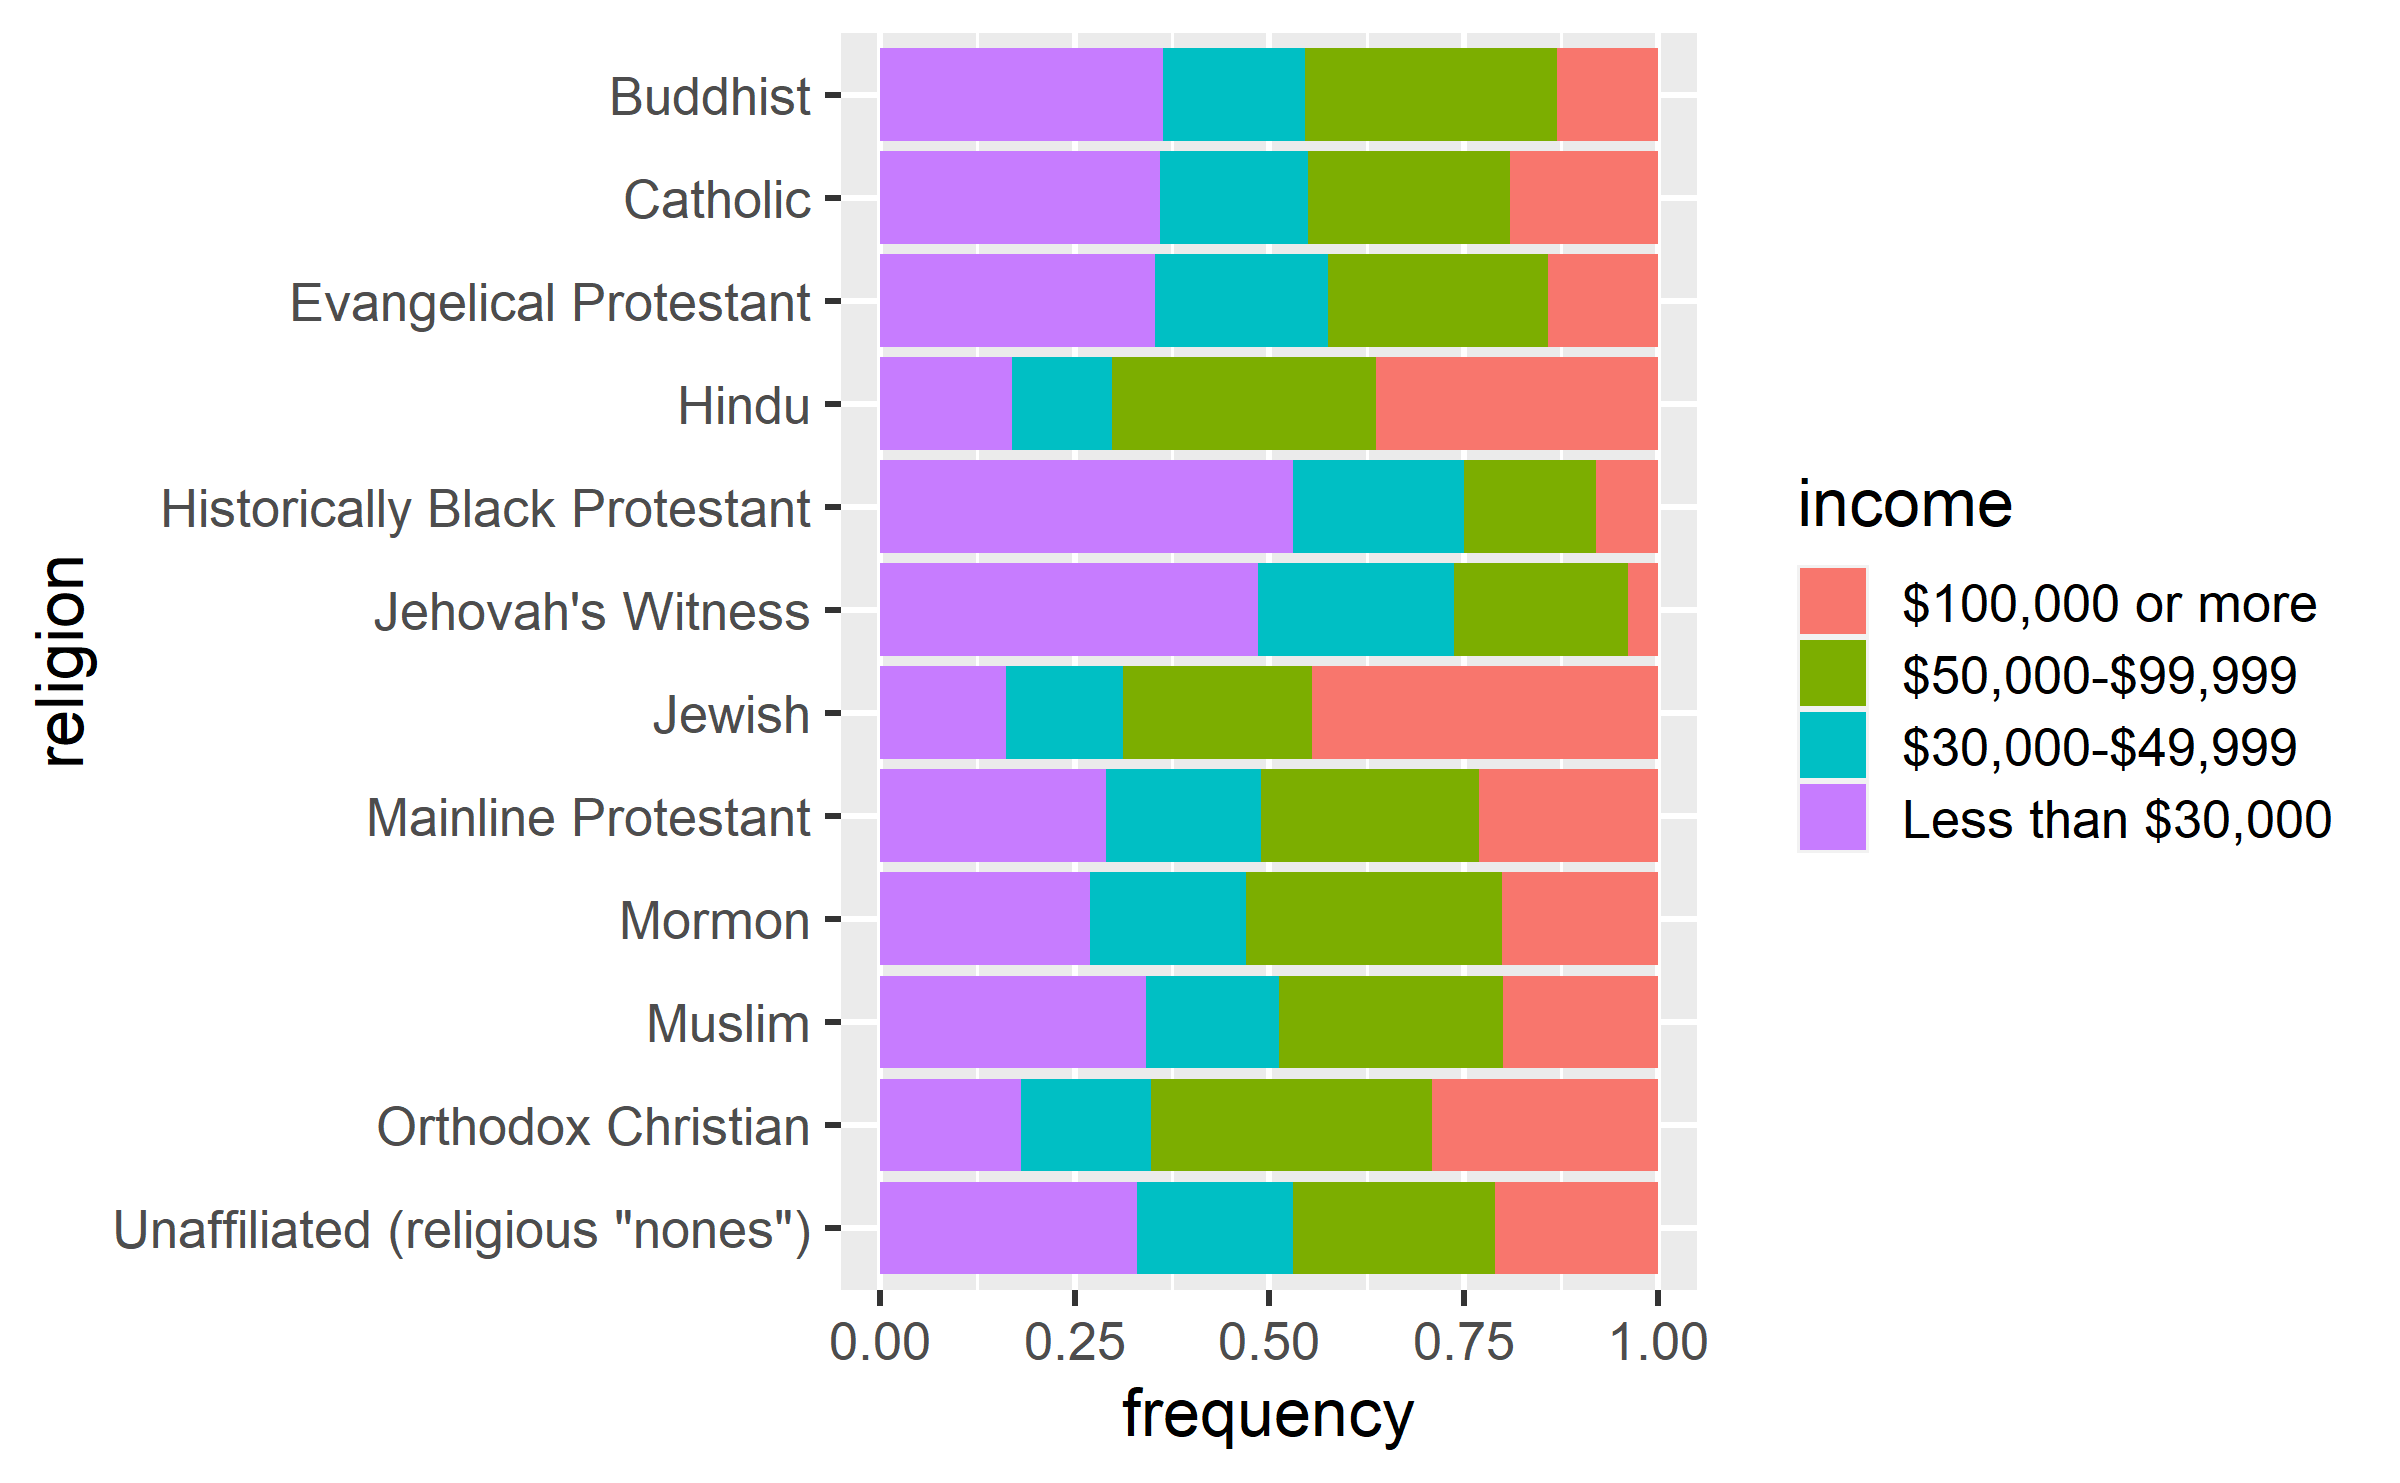 Buddhist
Catholic
Evangelical Protestant
Hindu
Historically Black Protestant
Jehovah's Witness
Jewish
Mainline Protestant
Mormon
Muslim
Orthodox Christian
Unaffiliated (religious "nones")
religion
0.00 0.25 0.50 0.75 1.00
frequency
income
$100,000 or more
$50,000-$99,999
$30,000-$49,999
Less than $30,000